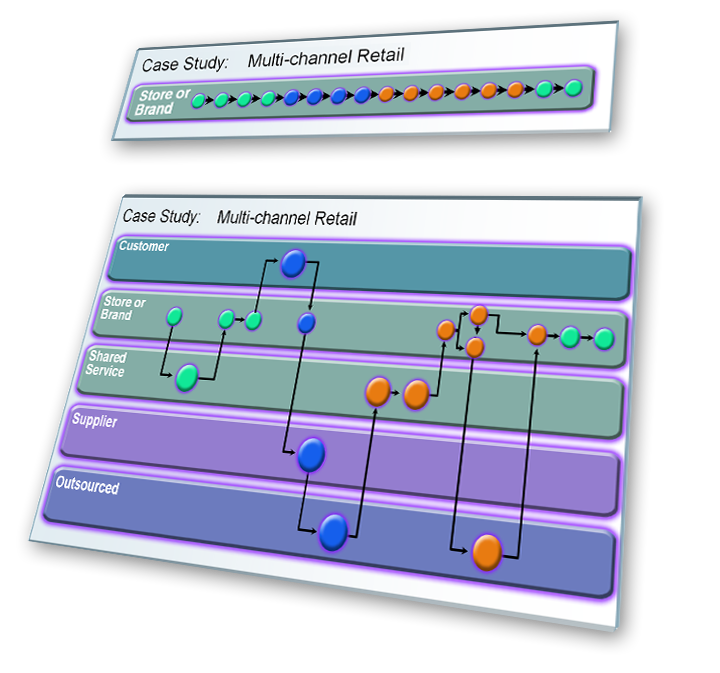 Case Study: Multi-channel Retail
Store or
Brand
Case Study: Multi-channel Retail
Customer
Store or
Brand
Shared
Service
Supplier
Outsourced